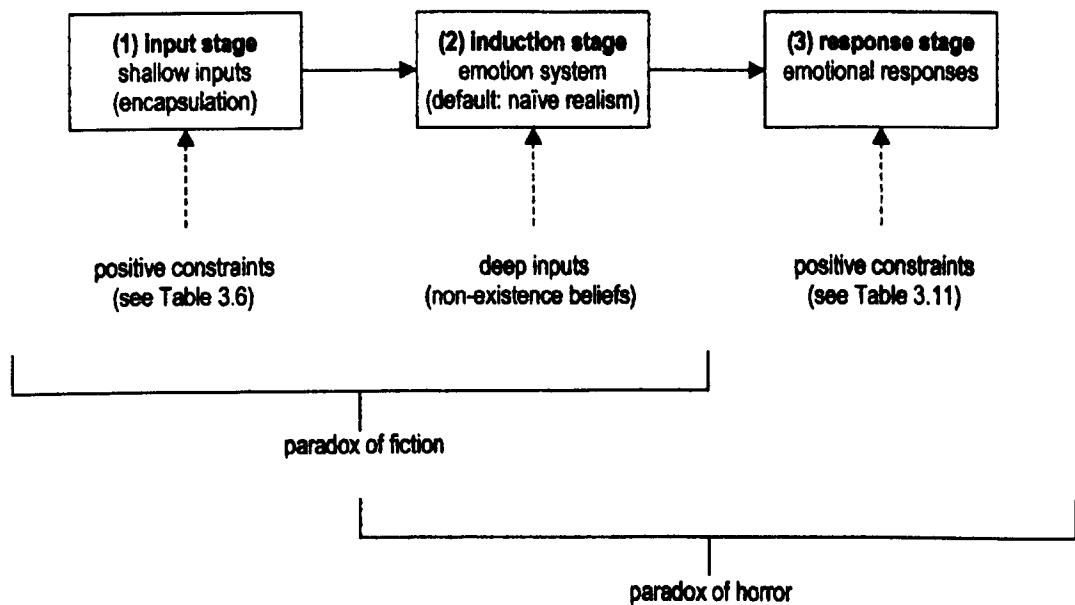 (1) input stage
shallow inputs
(encapsulation)
(2) induction stage
emotion system
(default: naïve realism)
(3) response stage
emotional responses
positive constraints
(see Table 3.6)
deep inputs
(non-existence beliefs)
positive constraints
(see Table 3.11)
paradox of fiction
paradox of horror